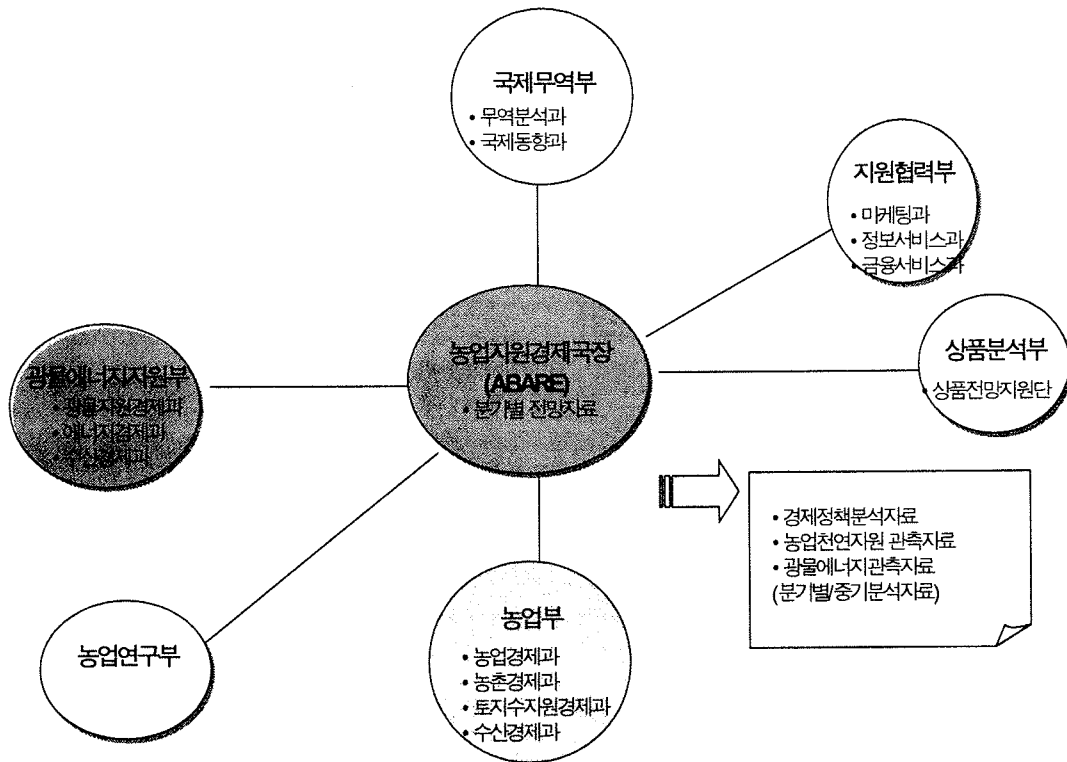 국제무역부
• 무역분석과
• 국제동향과
지원협력부
• 마케팅과
• 정보서비스과
• 금융서비스과
농업자원경제국장
(ABARE)
• 분기별 전망자료
광물에너지자원부
• 광물자원경제과
• 에너지경제과
• 수산경제과
상품분석부
• 상품전망지원단
• 경제정책분석자료
• 농업천연자원 관측자료
• 광물에너지관측자료
(분기별/중기분석자료)
농업연구부
농업부
• 농업경제과
• 농촌경제과
• 토지수자원경제과
• 수산경제과